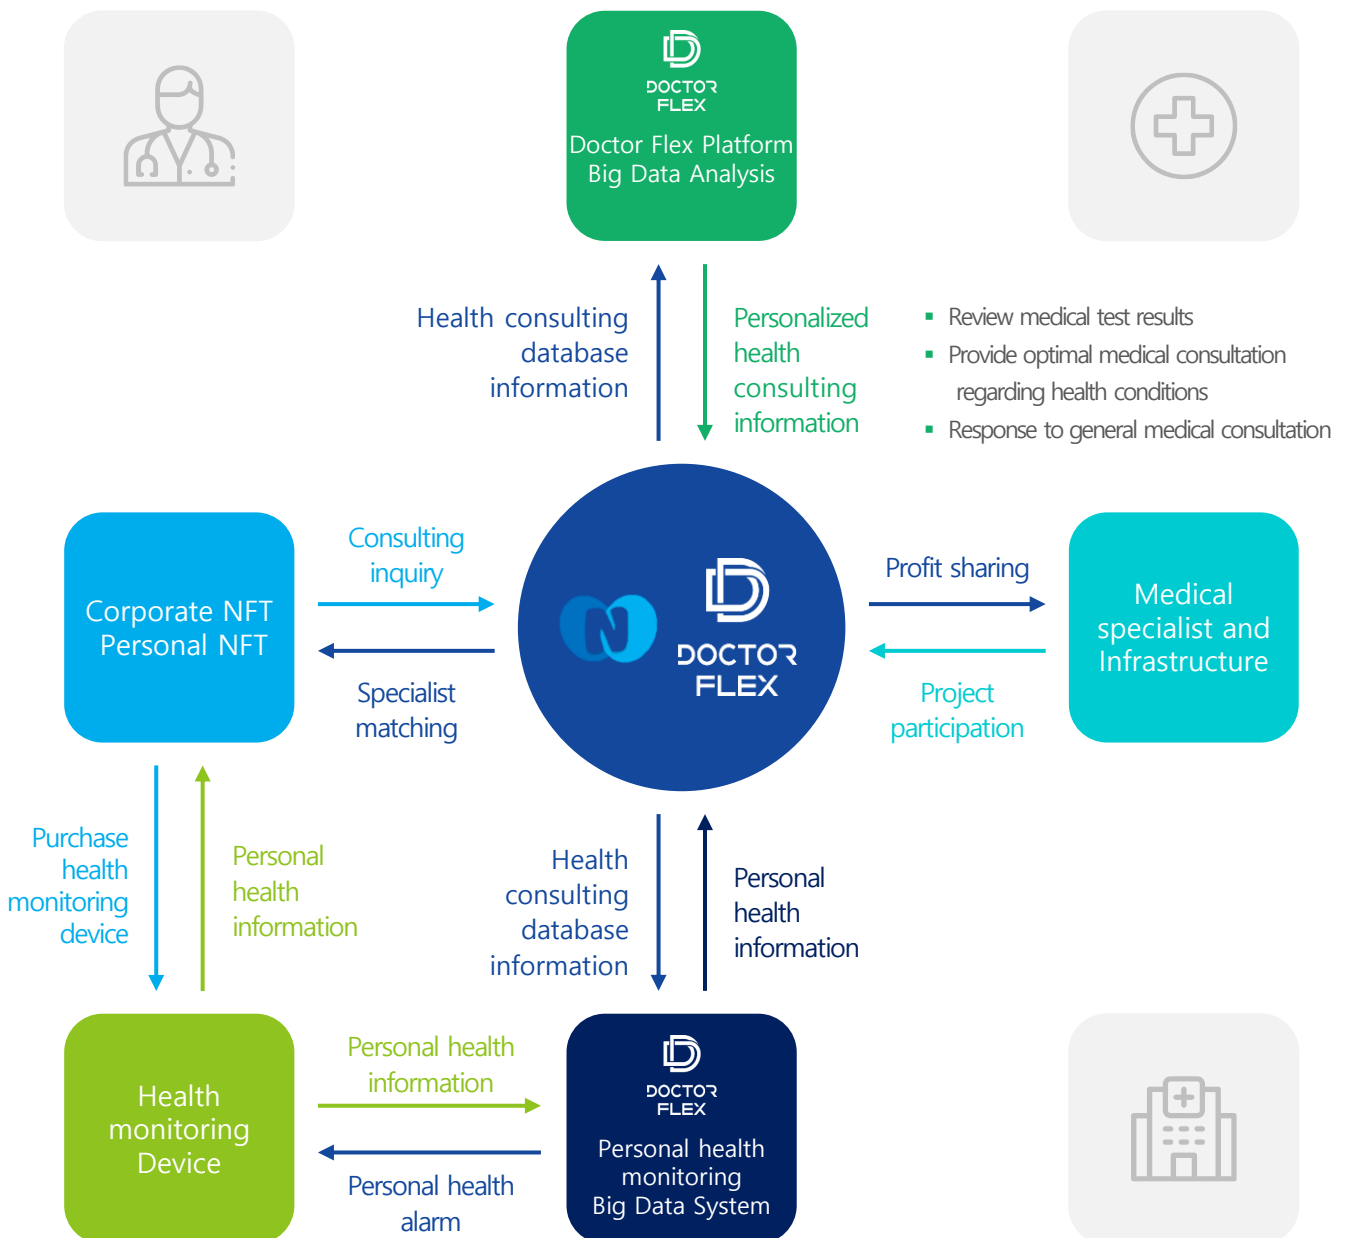 DOCTOR
FLEX
Doctor Flex Platform
Big Data Analysis
Health consulting
database
information
Personalized
health
consulting
information
▪ Review medical test results
▪ Provide optimal medical consultation
regarding health conditions
▪ Response to general medical consultation
Corporate NFT
Personal NFT
Consulting
inquiry
Specialist
matching
N
DOCTOR
FLEX
Profit sharing
Project
participation
Medical
specialist and
Infrastructure
Purchase
health
monitoring
device
Personal
health
information
Health
consulting
database
information
Personal
health
information
Health
monitoring
Device
Personal health
information
Personal health
alarm
DOCTOR
FLEX
Personal health
monitoring
Big Data System